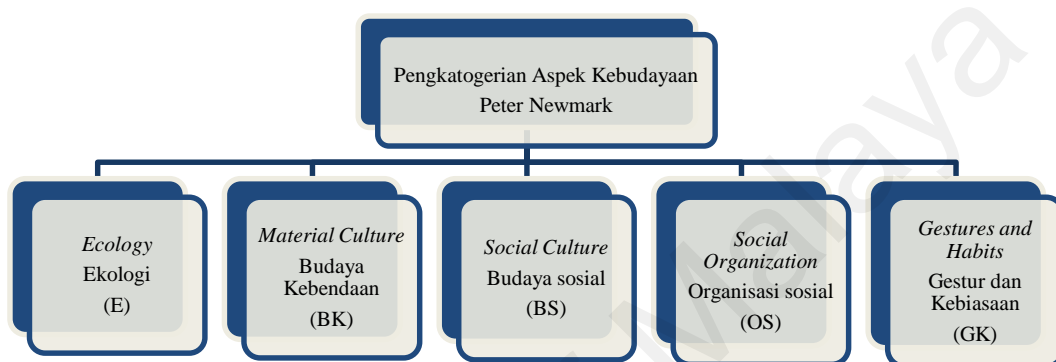 Pengkatogerian Aspek Kebudayaan
Peter Newmark
Ecology
Ekologi
(E)
Material Culture
Budaya
Kebendaan
(BK)
Social Culture
Budaya sosial
(BS)
Social
Organization
Organisasi sosial
(OS)
Gestures and
Habits
Gestur dan
Kebiasaan
(GK)
Malaya